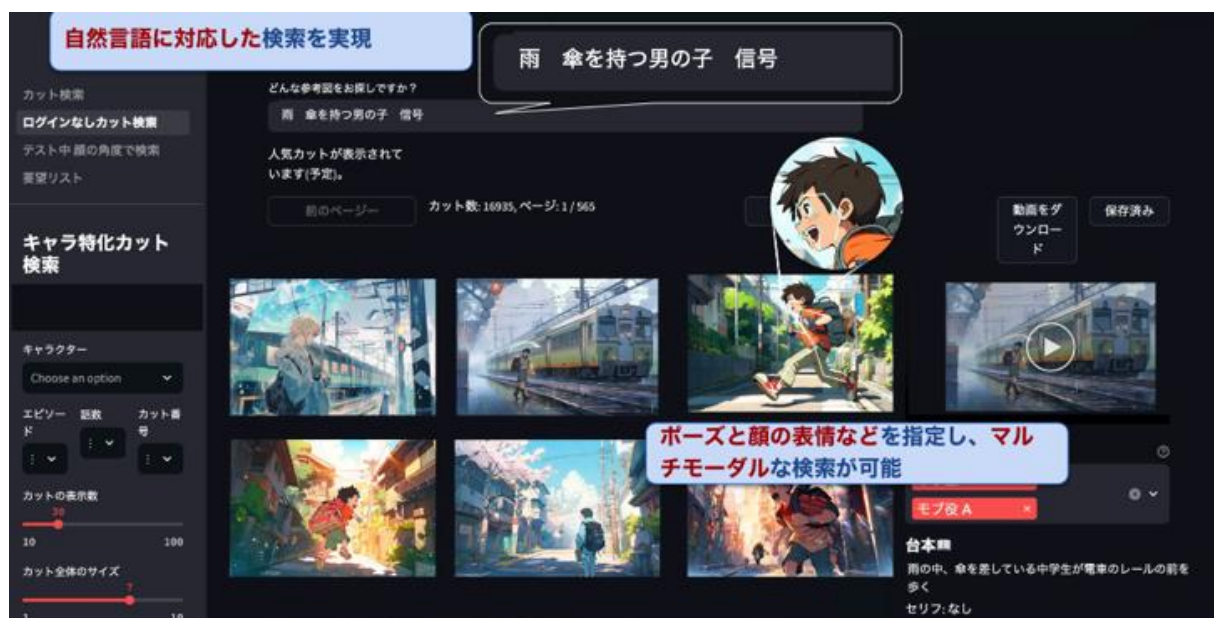 自然言語に対応した検索を実現
雨　傘を持つ男の子　信号
カット検索
ログインなしカット検索
テスト中 顔の角度で検索
要望リスト
キャラ特化カット
検索
キャラクター
Choose an option
エピソー
ド
話数
カット番
号
カットの表示数
30
10
100
カット全体のサイズ
7
1
10
どんな参考図をお探しですか？
雨　傘を持つ男の子　信号
人気カットが表示されて
います(予定)。
前のページー
カット数: 16935, ページ: 1 / 565
動画をダ
ウンロー
ド
保存済み
ポーズと顔の表情などを指定し、マル
チモーダルな検索が可能
モブ役 A
台本
雨の中、傘を差している中学生が電車のレールの前を
歩く
セリフ: なし